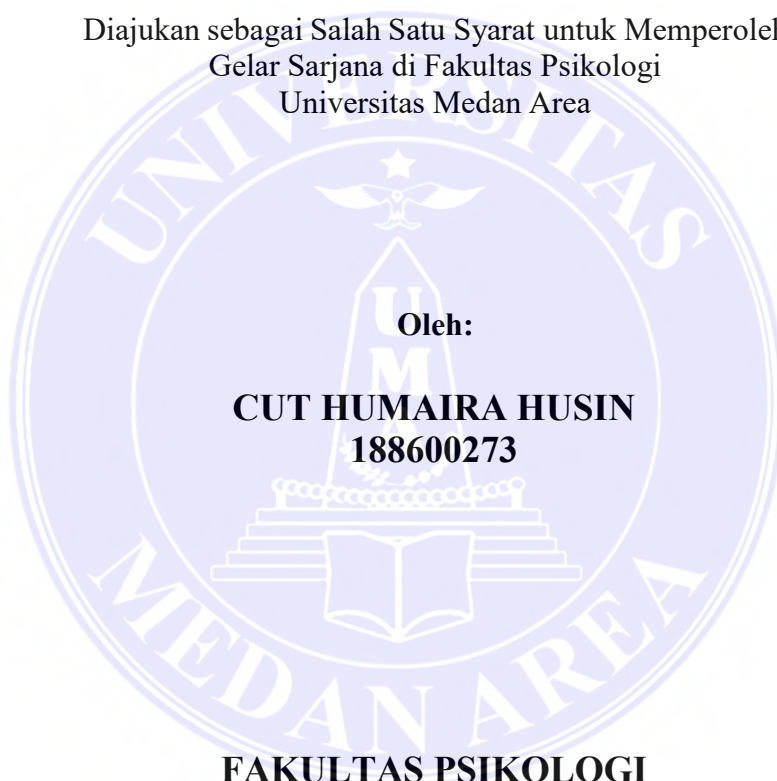 Diajukan sebagai Salah Satu Syarat untuk Memperoleh
Gelar Sarjana di Fakultas Psikologi
Universitas Medan Area
UNIVERSITAS
UMA
Oleh:
CUT HUMAIRA HUSIN
188600273
MEDAN AREA
FAKULTAS PSIKOLOGI